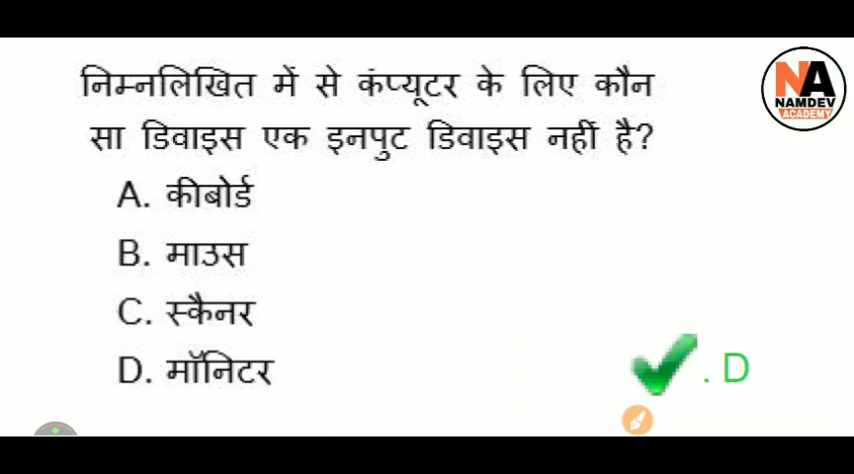 निम्नलिखित में से कंप्यूटर के लिए कौन
सा डिवाइस एक इनपुट डिवाइस नहीं है?
A. कीबोर्ड
B. माउस
C. स्कैनर
D. मॉनिटर
. D
NA
NAMDEV
ACADEMY